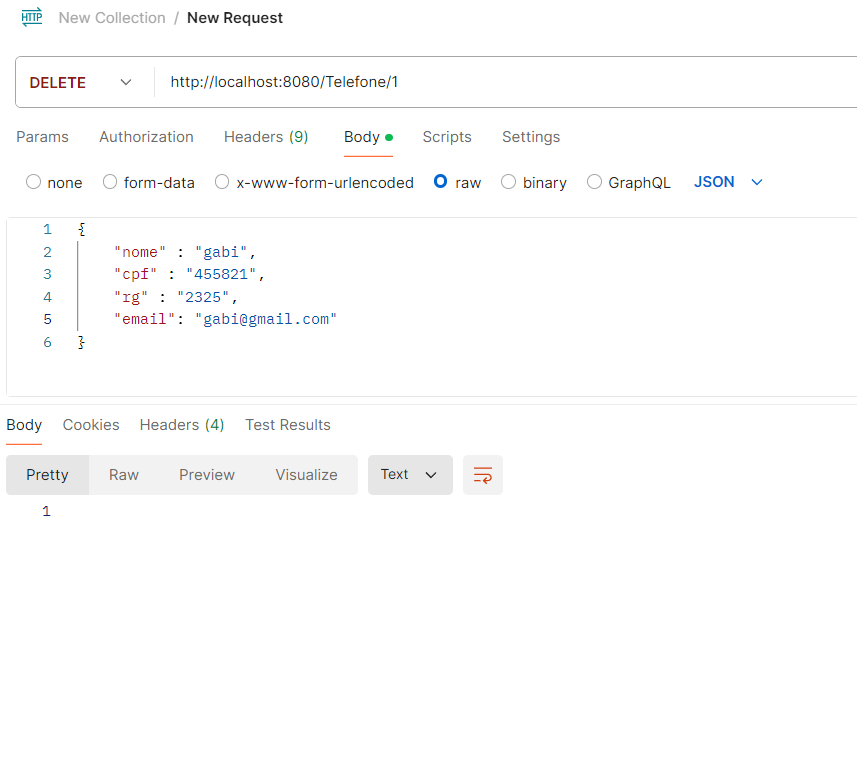 HTTP New Collection / New Request
DELETE http://localhost:8080/Telefone/1
Params Authorization Headers (9) Body Scripts Settings
none form-data x-www-form-urlencoded raw binary GraphQL JSON
1 {
2 "nome" : "gabi",
3 "cpf" : "455821",
4 "rg" : "2325",
5 "email": "gabi@gmail.com"
6 }
Body Cookies Headers (4) Test Results
Pretty Raw Preview Visualize Text
1